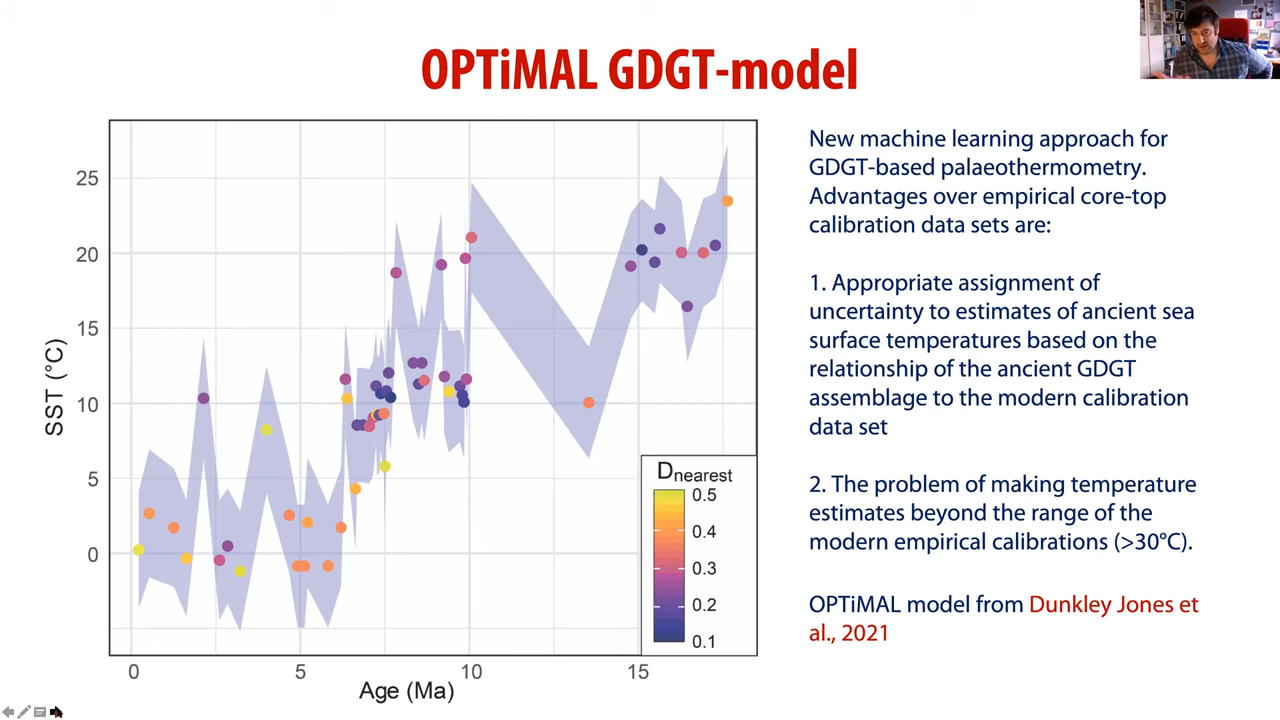 OPTiMAL GDGT-model
25
20
15
10
5
0
SST (°C)
0
5
10
15
Age (Ma)
Dnearest
0.5
0.4
0.3
0.2
0.1
New machine learning approach for
GDGT-based palaeothermometry.
Advantages over empirical core-top
calibration data sets are:
1. Appropriate assignment of
uncertainty to estimates of ancient sea
surface temperatures based on the
relationship of the ancient GDGT
assemblage to the modern calibration
data set
2. The problem of making temperature
estimates beyond the range of the
modern empirical calibrations (>30°C).
OPTiMAL model from Dunkley Jones et
al., 2021